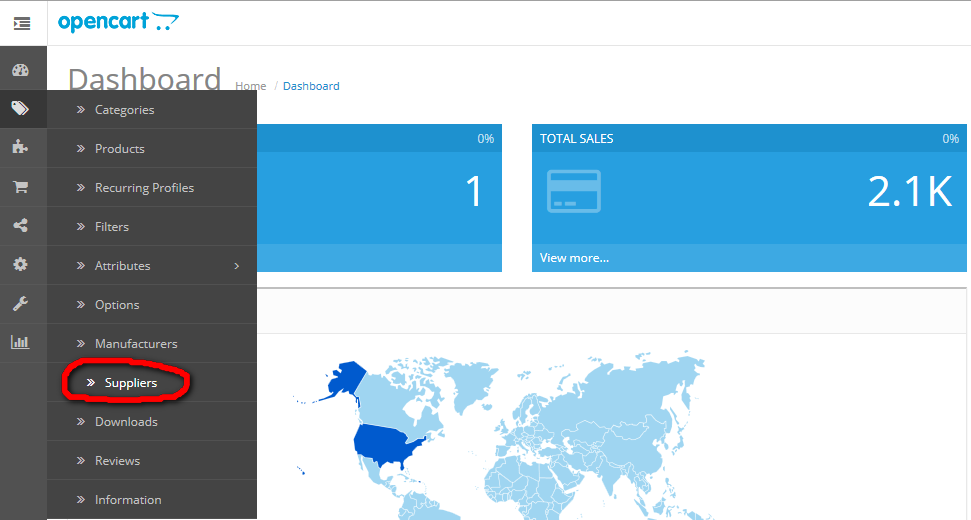 opencart
Dashboard Home / Dashboard
Categories
Products
Recurring Profiles
Filters
Attributes
Options
Manufacturers
Suppliers
Downloads
Reviews
Information
0%
1
TOTAL SALES 0%
2.1K
View more...